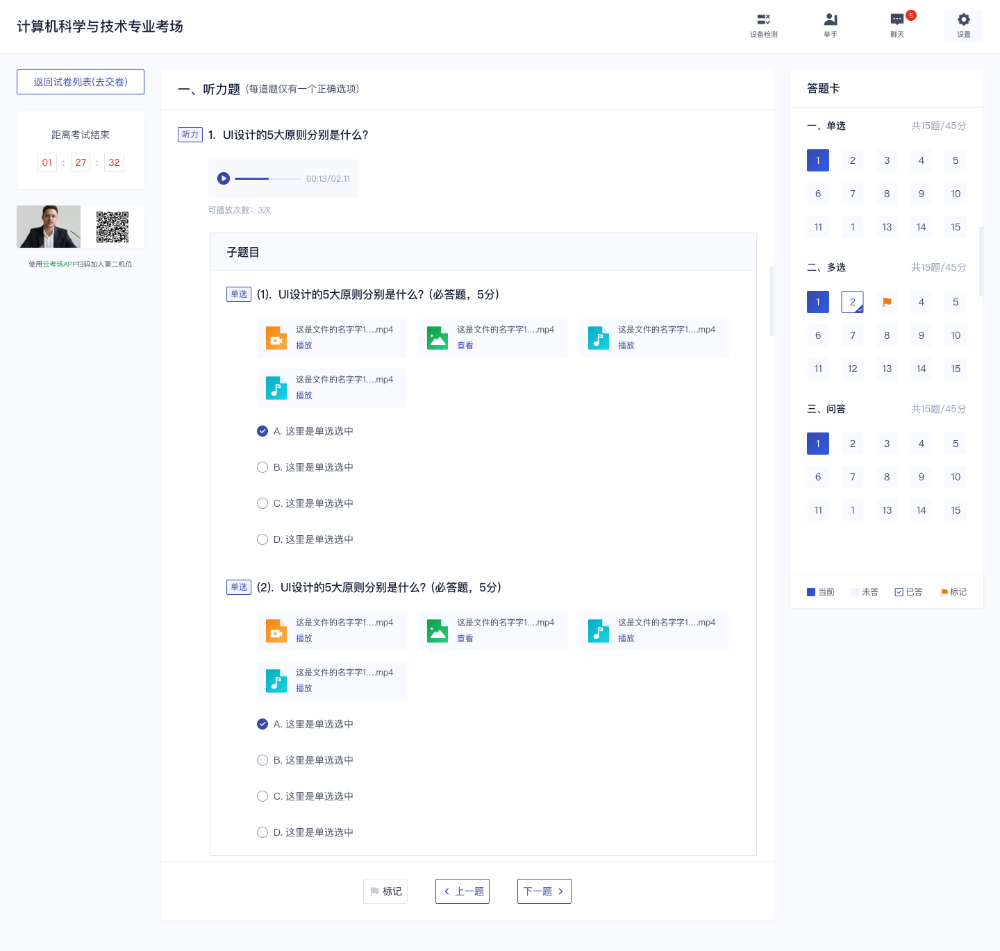 计算机科学与技术专业考场
设备检测
举手
聊天
5
设置
返回试卷列表(去交卷)
距离考试结束
01 : 27 : 32
使用云考场APP扫码加入第二机位
一、听力题 (每道题仅有一个正确选项)
听力 1. UI设计的5大原则分别是什么?
00:13/02:11
可播放次数：3次
子题目
单选 (1). UI设计的5大原则分别是什么? (必答题，5分)
这是文件的名字字1....mp4
播放
这是文件的名字字1....mp4
查看
这是文件的名字字1....mp4
播放
这是文件的名字字1....mp4
播放
A. 这里是单选选中
B. 这里是单选选中
C. 这里是单选选中
D. 这里是单选选中
单选 (2). UI设计的5大原则分别是什么? (必答题，5分)
这是文件的名字字1....mp4
播放
这是文件的名字字1....mp4
查看
这是文件的名字字1....mp4
播放
这是文件的名字字1....mp4
播放
A. 这里是单选选中
B. 这里是单选选中
C. 这里是单选选中
D. 这里是单选选中
标记
上一题
下一题
答题卡
一、单选 共15题/45分
1 2 3 4 5
6 7 8 9 10
11 1 13 14 15
二、多选 共15题/45分
1 2 4 5
6 7 8 9 10
11 12 13 14 15
三、问答 共15题/45分
1 2 3 4 5
6 7 8 9 10
11 1 13 14 15
当前 未答 已答 标记